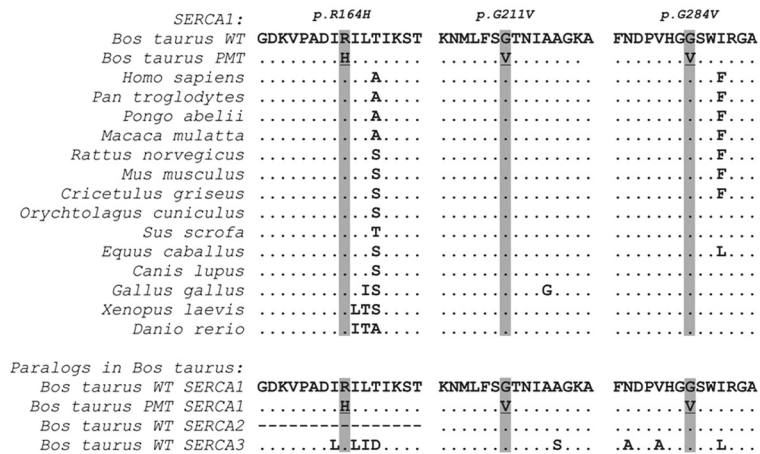 SERCA1: p.R164H p.G211V p.G284V
Bos taurus WT GDKVPADIRILTIKST KNMLFSGTNIAAGKA FNDPVHGGSWIRGA
Bos taurus PMT ........H....... ......V........ .......V......
Homo sapiens ...........A.... ............... ..........F...
Pan troglodytes ...........A.... ............... ..........F...
Pongo abelii ...........A.... ............... ..........F...
Macaca mulatta ...........A.... ............... ..........F...
Rattus norvegicus ...........S.... ............... ..........F...
Mus musculus ...........S.... ............... ..........F...
Cricetulus griseus ...........S.... ............... ..........F...
Orychtolagus cuniculus ...........S.... ............... ..............
Sus scrofa ...........T.... ............... ..............
Equus caballus ...........S.... ............... ..........L...
Canis lupus ...........S.... ............... ..............
Gallus gallus ..........IS.... ..........G.... ..............
Xenopus laevis .........LTS.... ............... ..............
Danio rerio .........ITA.... ............... ..............
Paralogs in Bos taurus:
Bos taurus WT SERCA1 GDKVPADIRILTIKST KNMLFSGTNIAAGKA FNDPVHGGSWIRGA
Bos taurus PMT SERCA1 ........H....... ......V........ .......V......
Bos taurus WT SERCA2 ---------------- ............... ..............
Bos taurus WT SERCA3 .......L.LID.... ...........S... .A..A.....L...